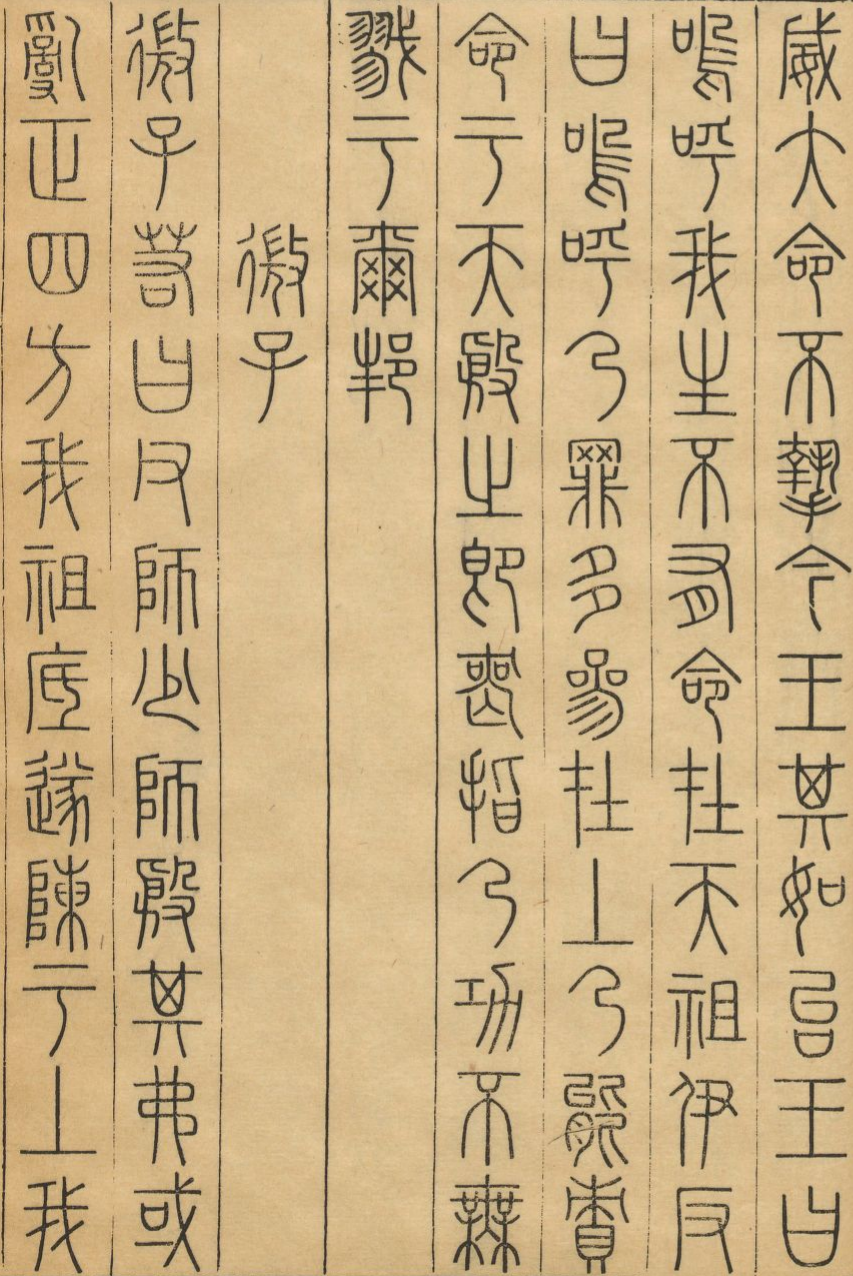 威大命不摯今王其如台王曰
嗚呼我生不有命在天祖伊反
曰嗚呼乃罪多參在上乃能責
命于天殷之即喪指乃功不無
戮于爾邦
微子
微子若曰父師少師殷其弗或
亂正四方我祖厎遂陳于上我